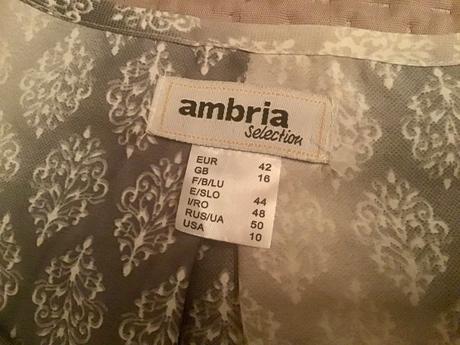 ambria
Selection
EUR 42
GB 16
F/B/LU
E/SLO 44
I/RO 48
RUS/UA 50
USA 10